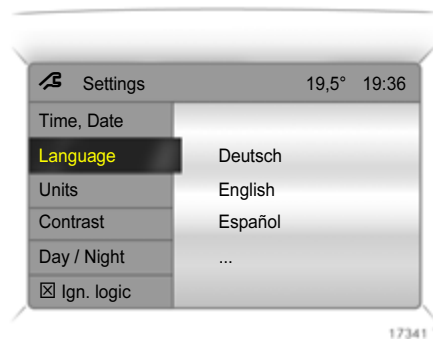 Settings 19,5° 19:36
Time, Date
Language Deutsch
Units English
Contrast Español
Day / Night ...
☒ Ign. logic
17341